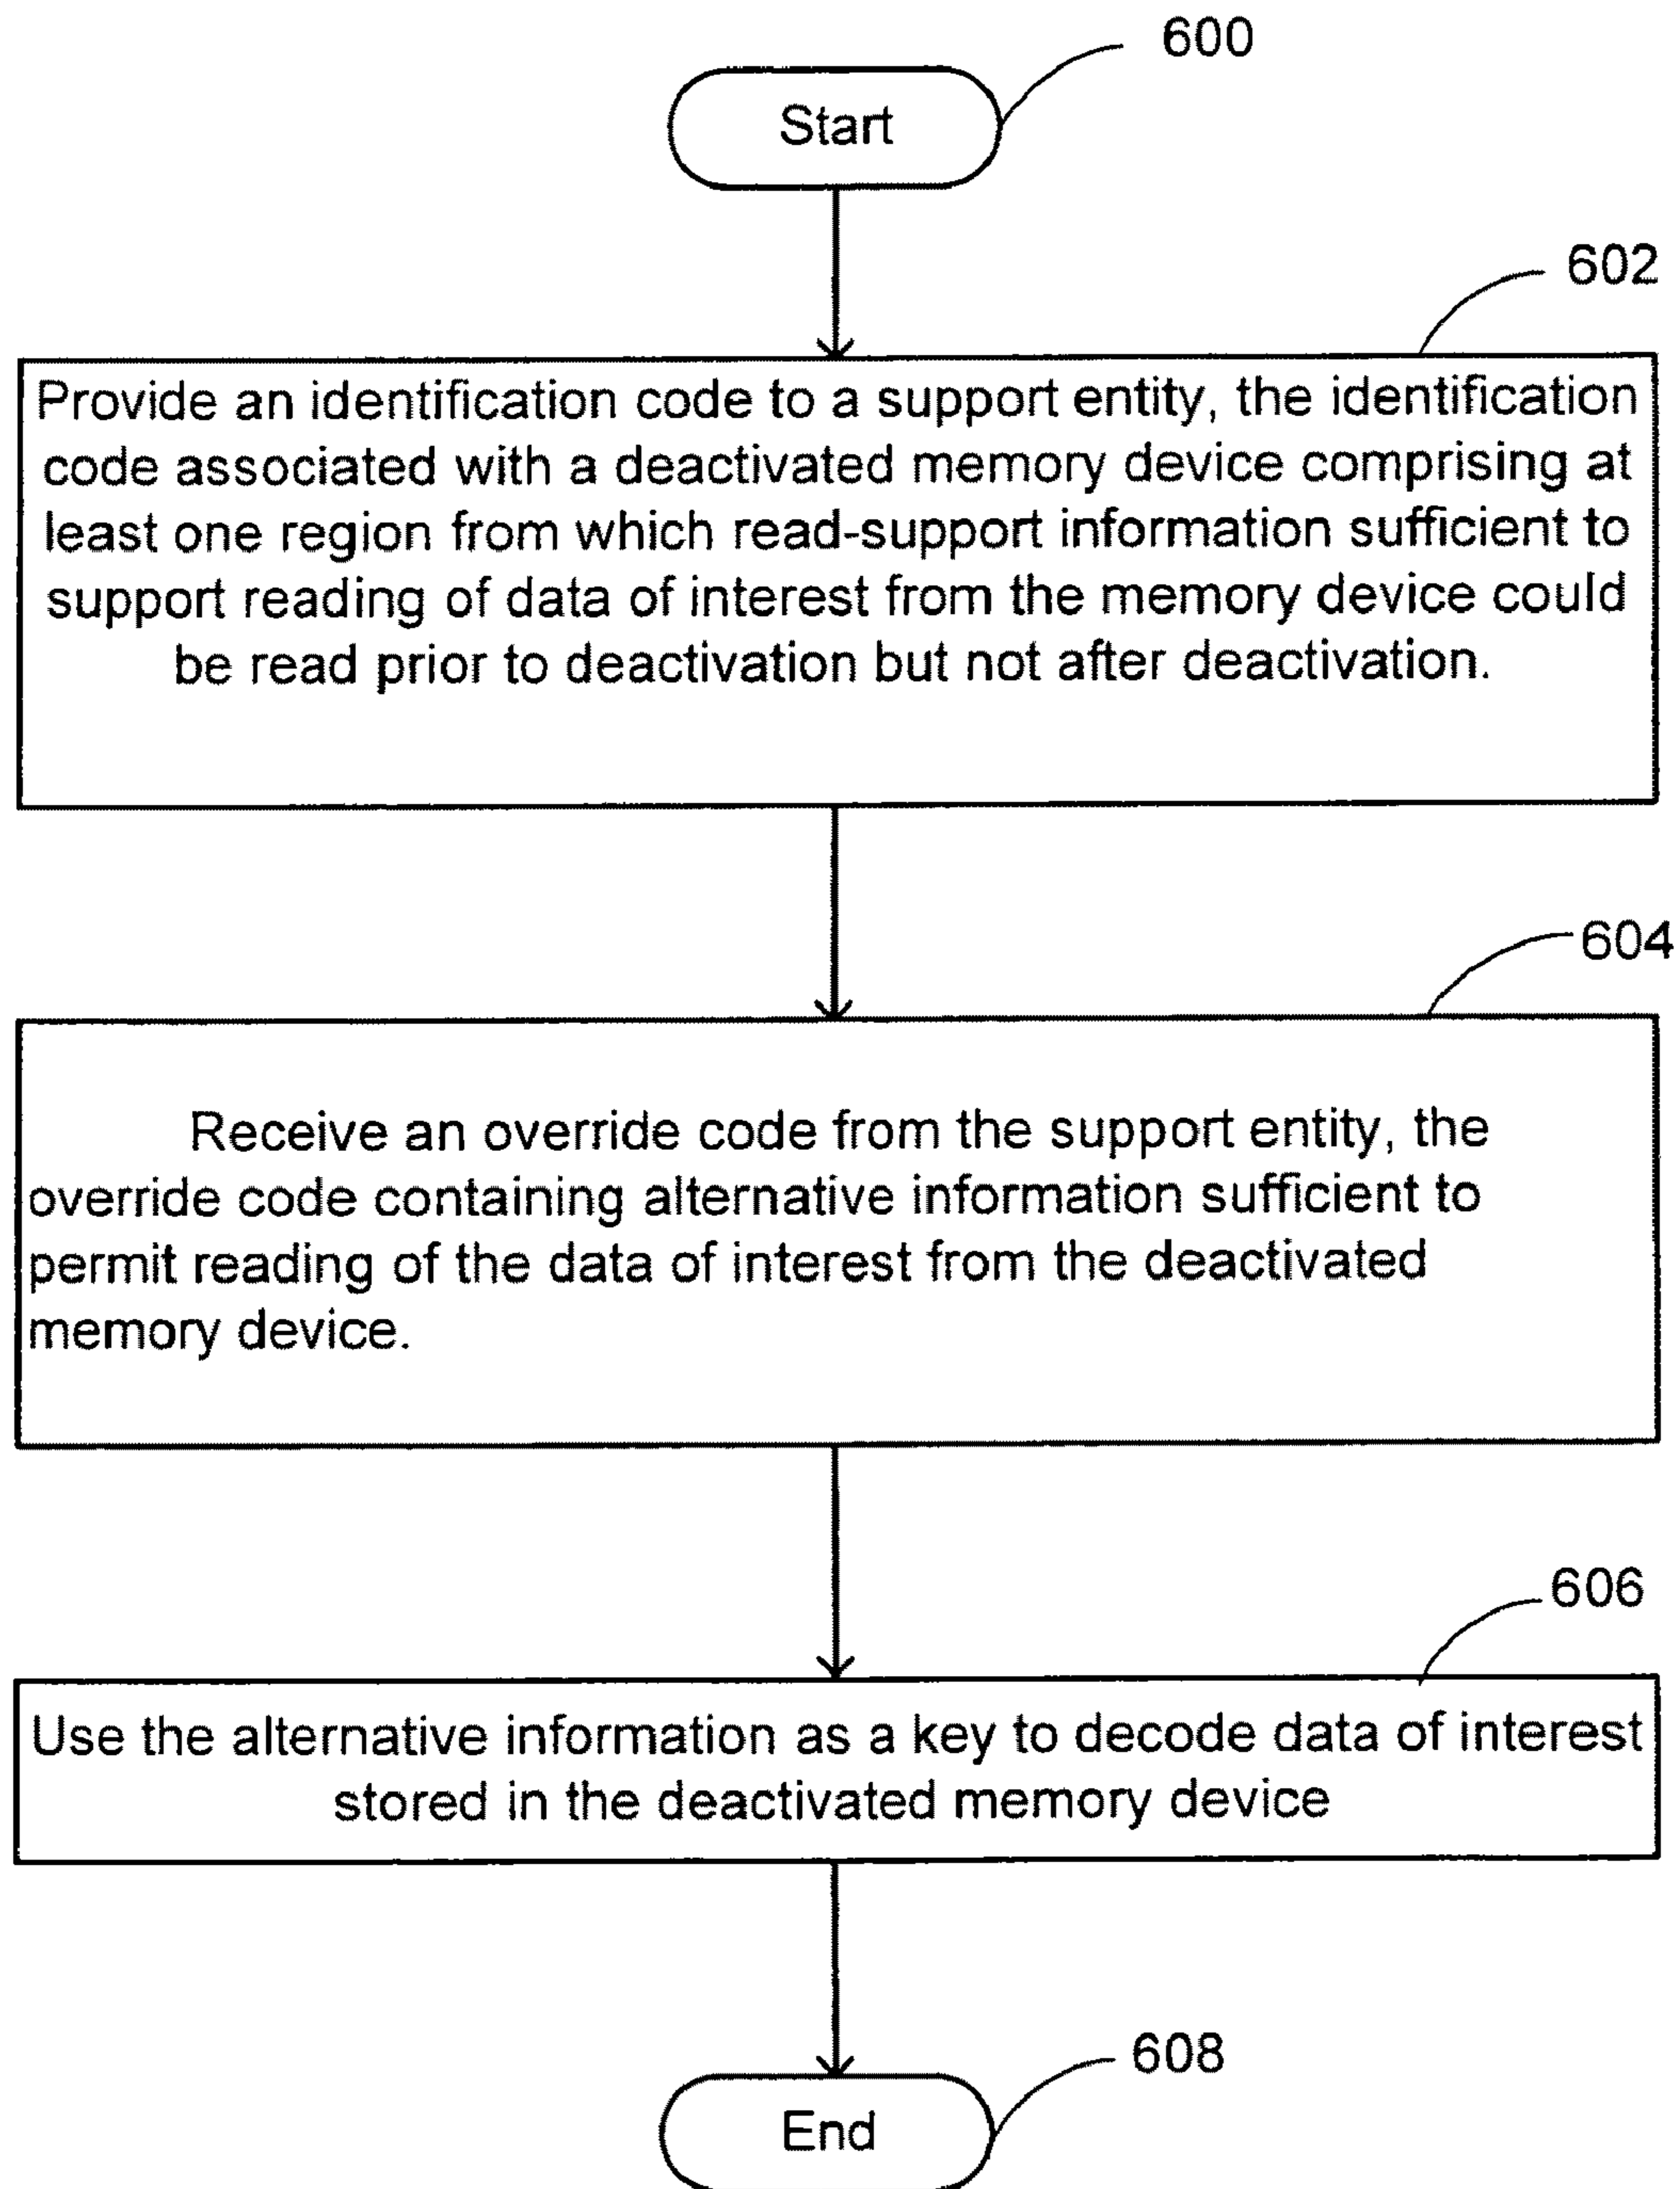 600
Start
602
Provide an identification code to a support entity, the identification
code associated with a deactivated memory device comprising at
least one region from which read-support information sufficient to
support reading of data of interest from the memory device could
be read prior to deactivation but not after deactivation.
604
Receive an override code from the support entity, the
override code containing alternative information sufficient to
permit reading of the data of interest from the deactivated
memory device.
606
Use the alternative information as a key to decode data of interest
stored in the deactivated memory device
608
End